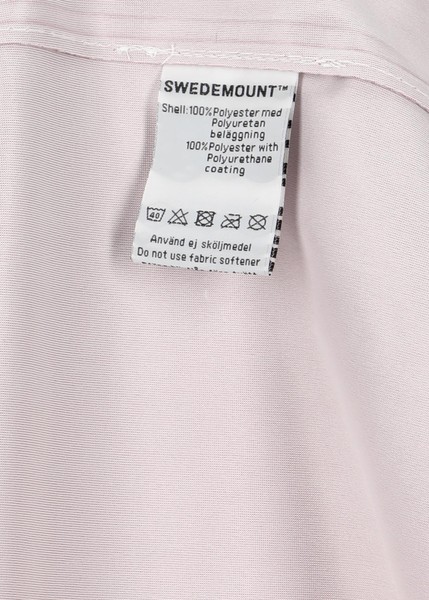 SWEDEMOUNT™
Shell:100%Polyester med
Polyuretan
beläggning
100%Polyester with
Polyurethane
coating
40
Använd ej sköljmedel
Do not use fabric softener